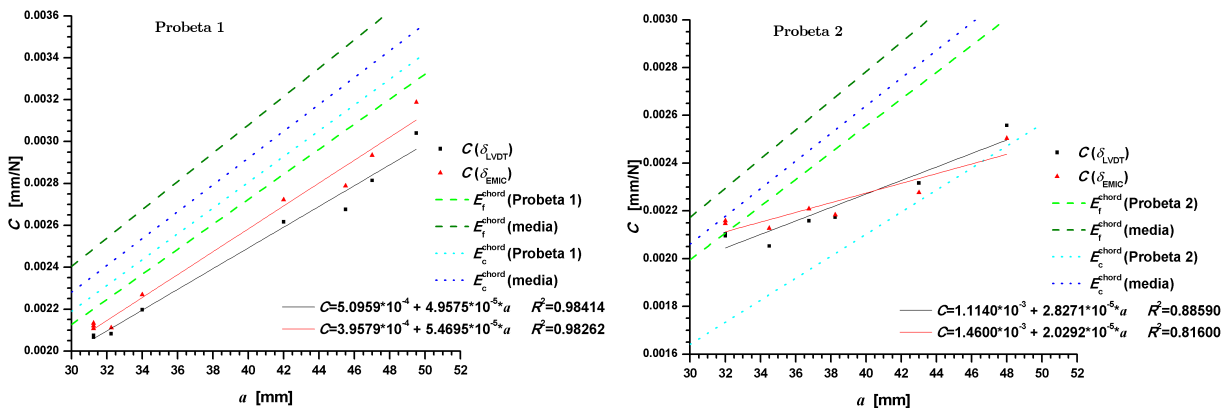 Probeta 1
C [mm/N]
0.0036
0.0034
0.0032
0.0030
0.0028
0.0026
0.0024
0.0022
0.0020
30 32 34 36 38 40 42 44 46 48 50 52
a [mm]
C(δLVDT)
C(δEMIC)
Efchord(Probeta 1)
Efchord(media)
Ecchord(Probeta 1)
Ecchord(media)
C=5.0959*10-4 + 4.9575*10-5*a R2=0.98414
C=3.9579*10-4 + 5.4695*10-5*a R2=0.98262
Probeta 2
C [mm/N]
0.0030
0.0028
0.0026
0.0024
0.0022
0.0020
0.0018
0.0016
30 32 34 36 38 40 42 44 46 48 50 52
a [mm]
C(δLVDT)
C(δEMIC)
Efchord(Probeta 2)
Efchord(media)
Ecchord(Probeta 2)
Ecchord(media)
C=1.1140*10-3 + 2.8271*10-5*a R2=0.88590
C=1.4600*10-3 + 2.0292*10-5*a R2=0.81600